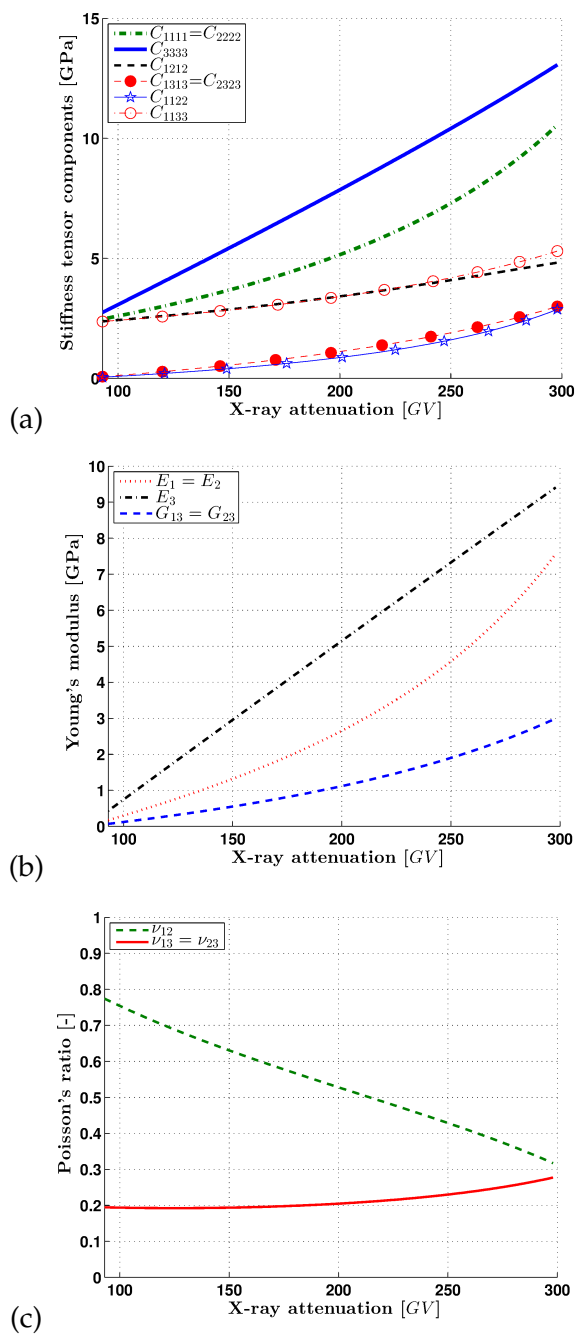 15
10
5
0
C1111=C2222
C3333
C1212
C1313=C2323
C1122
C1133
Stiffness tensor components [GPa]
100 150 200 250 300
X-ray attenuation [GV]
(a)
10
9
8
7
6
5
4
3
2
1
0
E1 = E2
E3
G13 = G23
Young's modulus [GPa]
100 150 200 250 300
X-ray attenuation [GV]
(b)
1
0.9
0.8
0.7
0.6
0.5
0.4
0.3
0.2
0.1
0
ν12
ν13 = ν23
Poisson's ratio [-]
100 150 200 250 300
X-ray attenuation [GV]
(c)